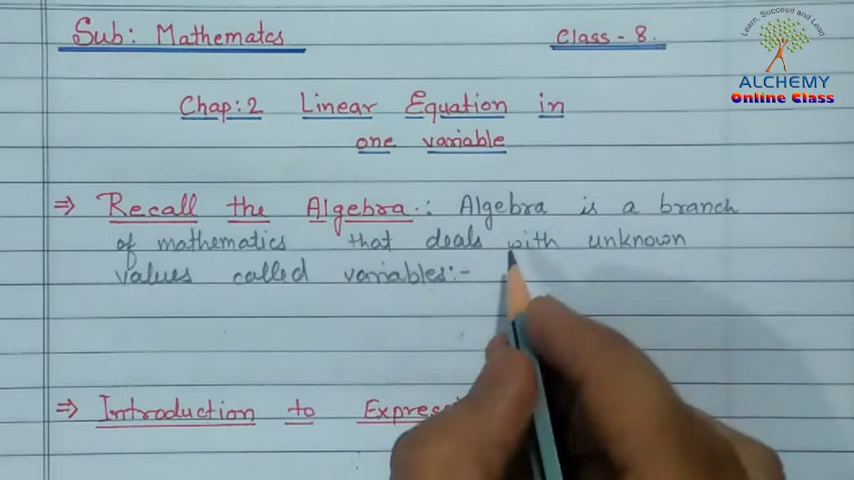 Sub: Mathematcs
Class - 8.
Learn, Succeed and Lead
ALCHEMY
Online Class
Chap: 2 Linear Equation in
one variable
⇒ Recall the Algebra.: Algebra is a branch
of mathematics that deals with unknown
values called variables:-
⇒ Introduction to